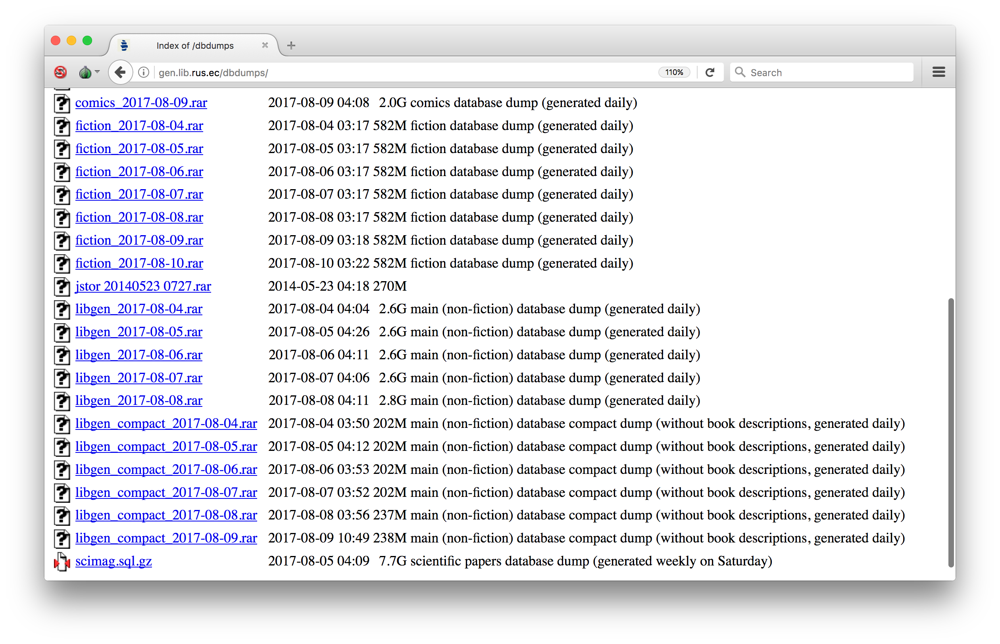 Index of /dbdumps
gen.lib.rus.ec/dbdumps/ 110% Search
comics_2017-08-09.rar 2017-08-09 04:08 2.0G comics database dump (generated daily)
fiction_2017-08-04.rar 2017-08-04 03:17 582M fiction database dump (generated daily)
fiction_2017-08-05.rar 2017-08-05 03:17 582M fiction database dump (generated daily)
fiction_2017-08-06.rar 2017-08-06 03:17 582M fiction database dump (generated daily)
fiction_2017-08-07.rar 2017-08-07 03:17 582M fiction database dump (generated daily)
fiction_2017-08-08.rar 2017-08-08 03:17 582M fiction database dump (generated daily)
fiction_2017-08-09.rar 2017-08-09 03:18 582M fiction database dump (generated daily)
fiction_2017-08-10.rar 2017-08-10 03:22 582M fiction database dump (generated daily)
jstor 20140523 0727.rar 2014-05-23 04:18 270M
libgen_2017-08-04.rar 2017-08-04 04:04 2.6G main (non-fiction) database dump (generated daily)
libgen_2017-08-05.rar 2017-08-05 04:26 2.6G main (non-fiction) database dump (generated daily)
libgen_2017-08-06.rar 2017-08-06 04:11 2.6G main (non-fiction) database dump (generated daily)
libgen_2017-08-07.rar 2017-08-07 04:06 2.6G main (non-fiction) database dump (generated daily)
libgen_2017-08-08.rar 2017-08-08 04:11 2.8G main (non-fiction) database dump (generated daily)
libgen_compact_2017-08-04.rar 2017-08-04 03:50 202M main (non-fiction) database compact dump (without book descriptions, generated daily)
libgen_compact_2017-08-05.rar 2017-08-05 04:12 202M main (non-fiction) database compact dump (without book descriptions, generated daily)
libgen_compact_2017-08-06.rar 2017-08-06 03:53 202M main (non-fiction) database compact dump (without book descriptions, generated daily)
libgen_compact_2017-08-07.rar 2017-08-07 03:52 202M main (non-fiction) database compact dump (without book descriptions, generated daily)
libgen_compact_2017-08-08.rar 2017-08-08 03:56 237M main (non-fiction) database compact dump (without book descriptions, generated daily)
libgen_compact_2017-08-09.rar 2017-08-09 10:49 238M main (non-fiction) database compact dump (without book descriptions, generated daily)
scimag.sql.gz 2017-08-05 04:09 7.7G scientific papers database dump (generated weekly on Saturday)